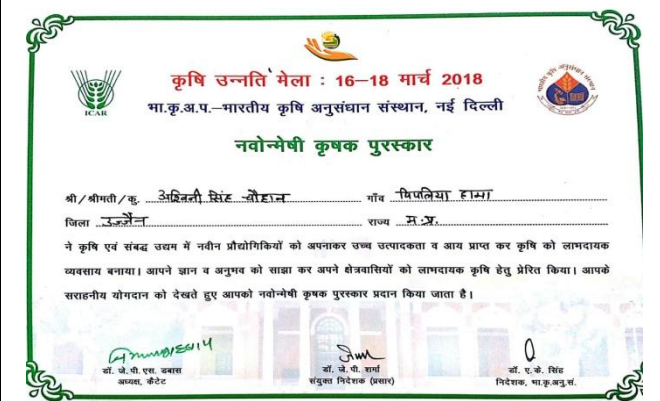 कृषि उन्नति मेला : 16–18 मार्च 2018
ICAR
भा.कृ.अ.प.–भारतीय कृषि अनुसंधान संस्थान, नई दिल्ली
नवोन्मेषी कृषक पुरस्कार
श्री/श्रीमती/कु. अश्विनी सिंह चौहान गाँव पिपलिया हामा
जिला उज्जैन राज्य म.प्र.
ने कृषि एवं संबद्ध उद्यम में नवीन प्रौद्योगिकियों को अपनाकर उच्च उत्पादकता व आय प्राप्त कर कृषि को लाभदायक
व्यवसाय बनाया। आपने ज्ञान व अनुभव को साझा कर अपने क्षेत्रवासियों को लाभदायक कृषि हेतु प्रेरित किया। आपके
सराहनीय योगदान को देखते हुए आपको नवोन्मेषी कृषक पुरस्कार प्रदान किया जाता है।
डॉ. जे.पी.एस. डबास डॉ. जे.पी. शर्मा डॉ. ए.के. सिंह
अध्यक्ष, कैटेट संयुक्त निदेशक (प्रसार) निदेशक, भा.कृ.अनु.सं.